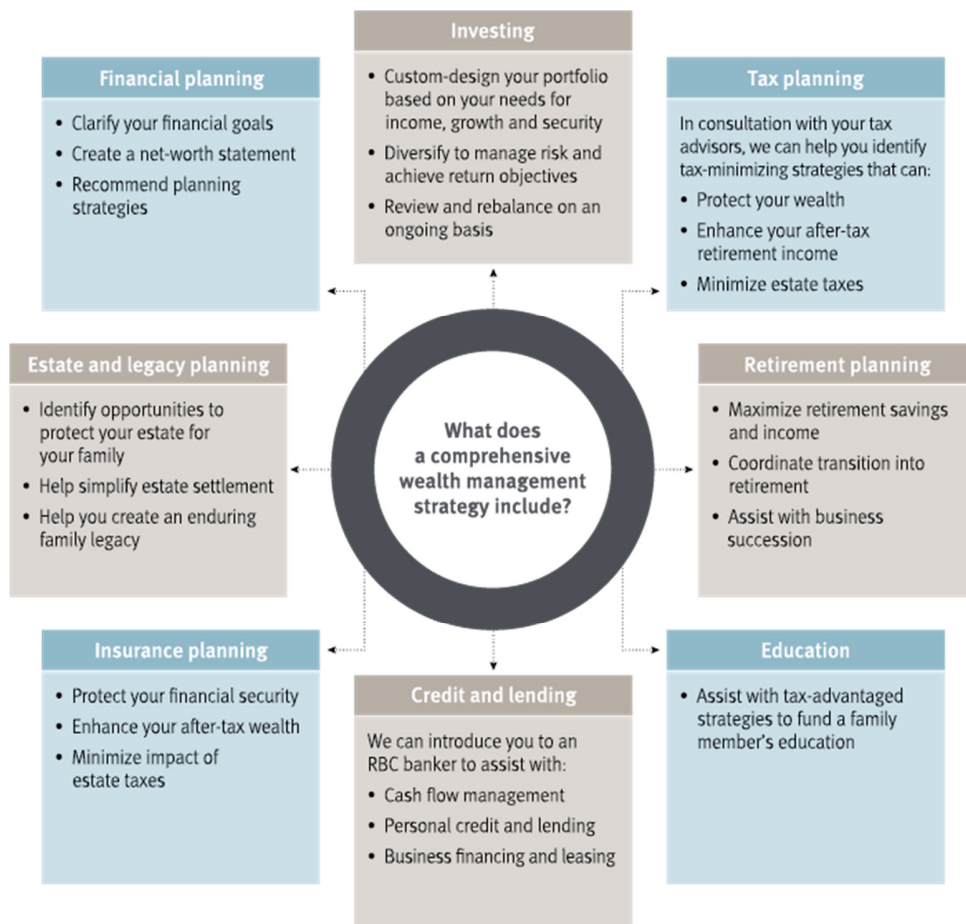 Investing
• Custom-design your portfolio
based on your needs for
income, growth and security
• Diversify to manage risk and
achieve return objectives
• Review and rebalance on an
ongoing basis
Financial planning
• Clarify your financial goals
• Create a net-worth statement
• Recommend planning
strategies
Tax planning
In consultation with your tax
advisors, we can help you identify
tax-minimizing strategies that can:
• Protect your wealth
• Enhance your after-tax
retirement income
• Minimize estate taxes
Estate and legacy planning
• Identify opportunities to
protect your estate for
your family
• Help simplify estate settlement
• Help you create an enduring
family legacy
What does
a comprehensive
wealth management
strategy include?
Retirement planning
• Maximize retirement savings
and income
• Coordinate transition into
retirement
• Assist with business
succession
Insurance planning
• Protect your financial security
• Enhance your after-tax wealth
• Minimize impact of
estate taxes
Credit and lending
We can introduce you to an
RBC banker to assist with:
• Cash flow management
• Personal credit and lending
• Business financing and leasing
Education
• Assist with tax-advantaged
strategies to fund a family
member's education